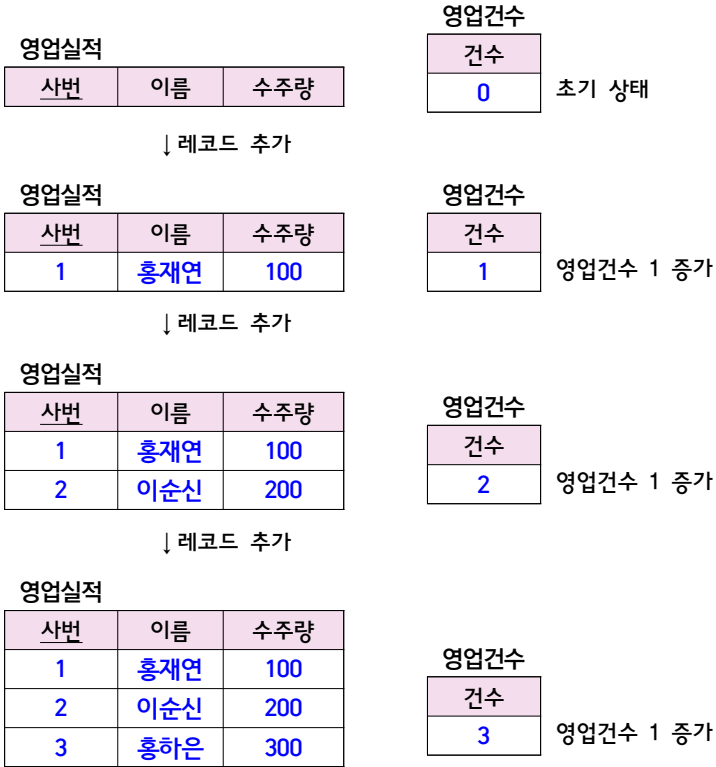 영업실적 영업건수
사번 이름 수주량 건수
0 초기 상태
↓레코드 추가
영업실적 영업건수
사번 이름 수주량 건수
1 홍재연 100 1 영업건수 1 증가
↓레코드 추가
영업실적
사번 이름 수주량 영업건수
1 홍재연 100 건수
2 이순신 200 2 영업건수 1 증가
↓레코드 추가
영업실적
사번 이름 수주량
1 홍재연 100 영업건수
2 이순신 200 건수
3 홍하은 300 3 영업건수 1 증가